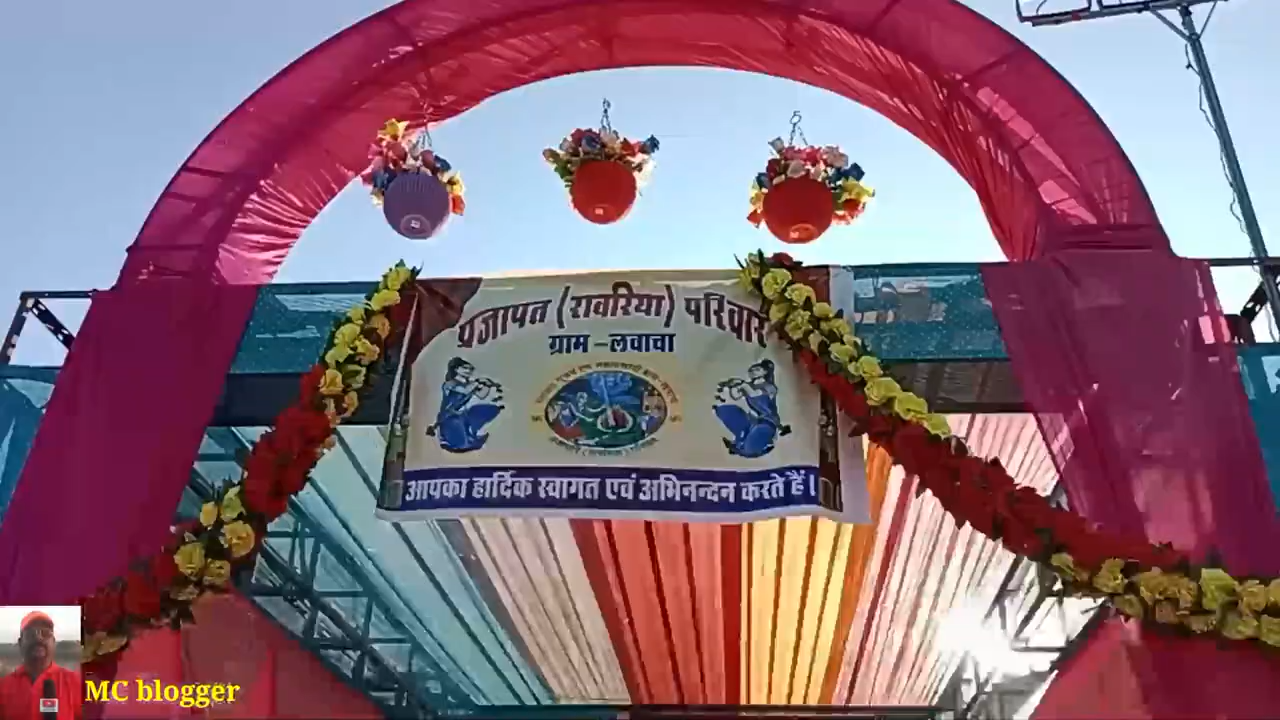 प्रजापत (रावरिया) परिवार
ग्राम -लवाचा
आपका हार्दिक स्वागत एवं अभिनन्दन करते हैं।
MC blogger